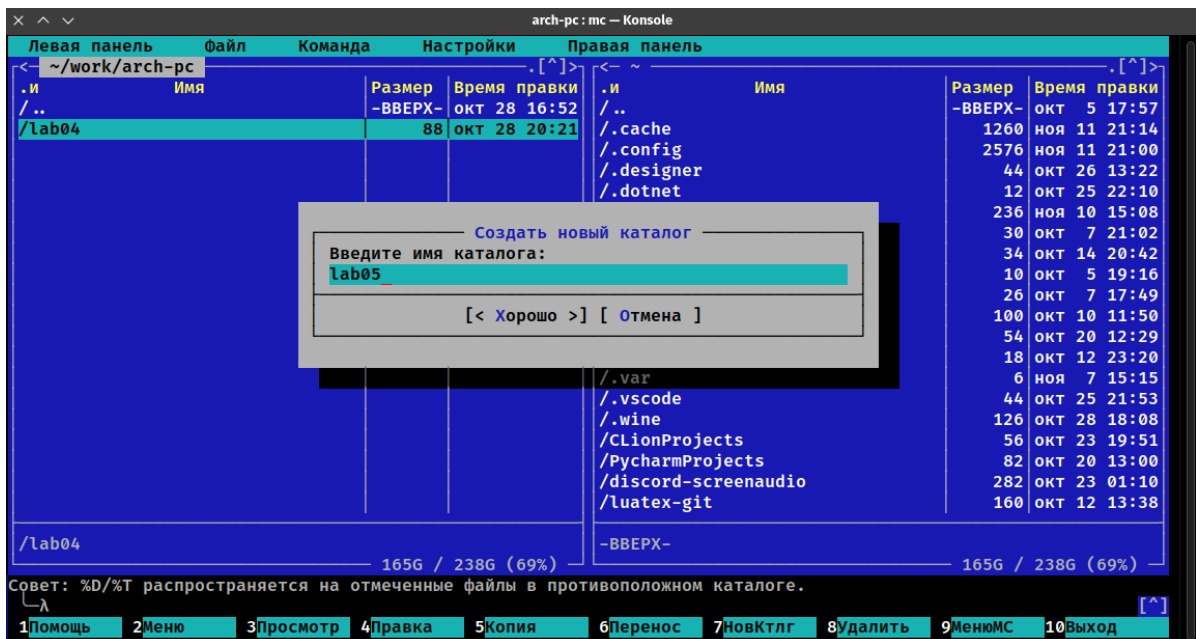 arch-pc : mc — Konsole
Левая панель Файл Команда Настройки Правая панель
<— ~/work/arch-pc .[^]> <— ~ .[^]>
.и Имя Размер Время правки .и Имя Размер Время правки
/.. -ВВЕРХ- окт 28 16:52 /.. -ВВЕРХ- окт 5 17:57
/lab04 88 окт 28 20:21 /.cache 1260 ноя 11 21:14
/.config 2576 ноя 11 21:00
/.designer 44 окт 26 13:22
/.dotnet 12 окт 25 22:10
236 ноя 10 15:08
Создать новый каталог 30 окт 7 21:02
Введите имя каталога: 34 окт 14 20:42
lab05 10 окт 5 19:16
26 окт 7 17:49
[< Хорошо >] [ Отмена ] 100 окт 10 11:50
54 окт 20 12:29
18 окт 12 23:20
/.var 6 ноя 7 15:15
/.vscode 44 окт 25 21:53
/.wine 126 окт 28 18:08
/CLionProjects 56 окт 23 19:51
/PycharmProjects 82 окт 20 13:00
/discord-screenaudio 282 окт 23 01:10
/luatex-git 160 окт 12 13:38
/lab04 -ВВЕРХ-
165G / 238G (69%) 165G / 238G (69%)
Совет: %D/%T распространяется на отмеченные файлы в противоположном каталоге.
λ [^]
1Помощь 2Меню 3Просмотр 4Правка 5Копия 6Перенос 7НовКтлг 8Удалить 9МенюMC 10Выход